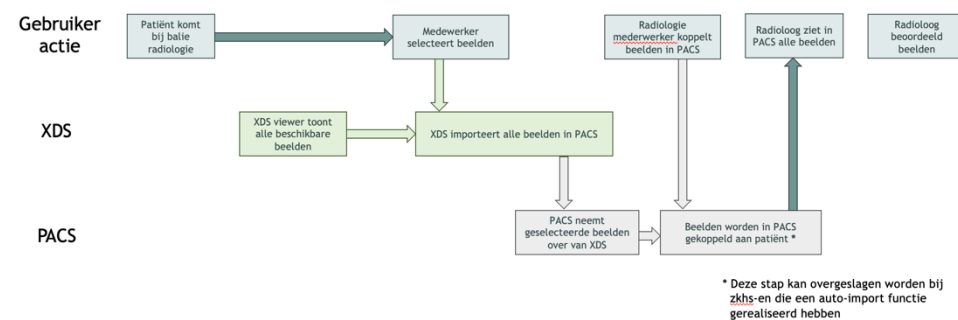 Gebruiker
actie
Patiënt komt
bij balie
radiologie
Medewerker
selecteert beelden
Radiologie
mederwerker koppelt
beelden in PACS
Radioloog ziet in
PACS alle beelden
Radioloog
beoordeeld
beelden
XDS
XDS viewer toont
alle beschikbare
beelden
XDS importeert alle beelden in PACS
PACS
PACS neemt
geselecteerde beelden
over van XDS
Beelden worden in PACS
gekoppeld aan patiënt *
* Deze stap kan overgeslagen worden bij
zkhs-en die een auto-import functie
gerealiseerd hebben